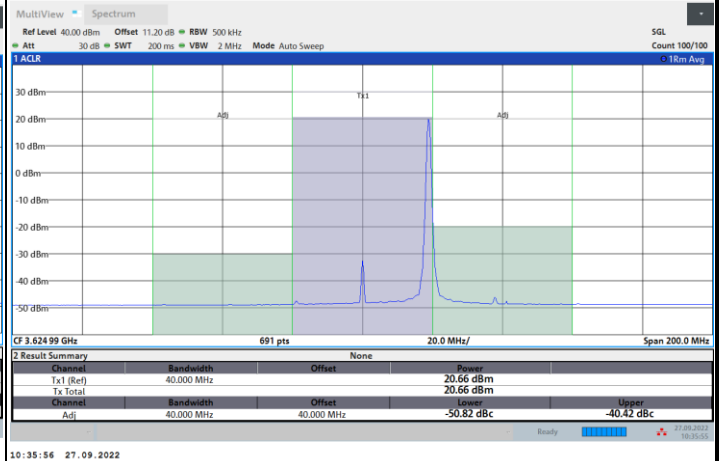 MultiView Spectrum
Ref Level 40.00 dBm Offset 11.20 dB RBW 500 kHz SGL
Att 30 dB SWT 200 ms VBW 2 MHz Mode Auto Sweep Count 100/100
1 ACLR 1Rm Avg
30 dBm
Tx1
20 dBm Adj Adj
10 dBm
0 dBm
-10 dBm
-20 dBm
-30 dBm
-40 dBm
-50 dBm
CF 3.624 99 GHz 691 pts 20.0 MHz/ Span 200.0 MHz
2 Result Summary None
Channel Bandwidth Offset Power
Tx1 (Ref) 40.000 MHz 20.66 dBm
Tx Total 20.66 dBm
Channel Bandwidth Offset Lower Upper
Adj 40.000 MHz 40.000 MHz -50.82 dBc -40.42 dBc
Ready 27.09.2022
10:35:55
10:35:56 27.09.2022